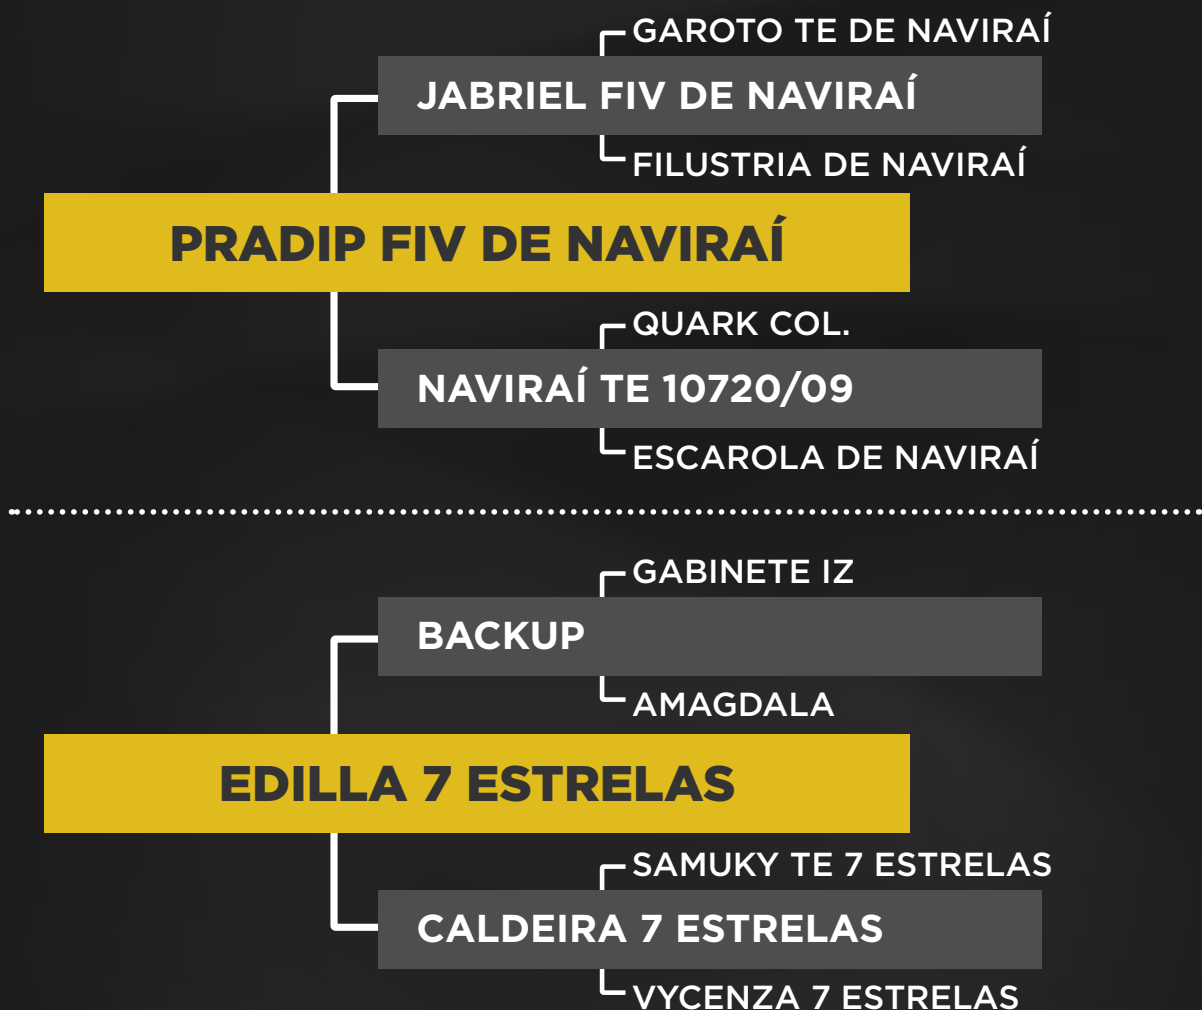 GAROTO TE DE NAVIRAÍ
JABRIEL FIV DE NAVIRAÍ
FILUSTRIA DE NAVIRAÍ
PRADIP FIV DE NAVIRAÍ
QUARK COL.
NAVIRAÍ TE 10720/09
ESCAROLA DE NAVIRAÍ
GABINETE IZ
BACKUP
AMAGDALA
EDILLA 7 ESTRELAS
SAMUKY TE 7 ESTRELAS
CALDEIRA 7 ESTRELAS
VYCENZA 7 ESTRELAS